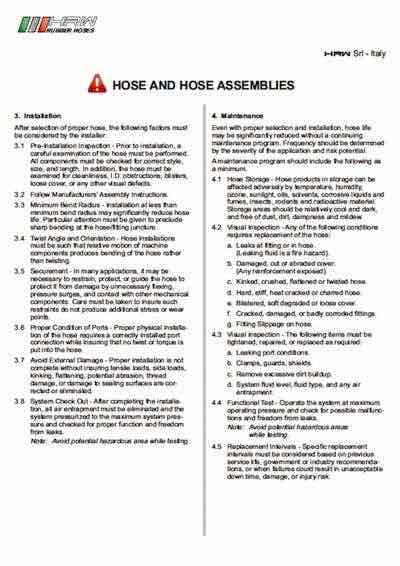 HRW
RUBBER HOSES
HRW Srl - Italy
HOSE AND HOSE ASSEMBLIES
3. Installation
After selection of proper hose, the following factors must
be considered by the installer.
3.1 Pre-Installation Inspection - Prior to installation, a
careful examination of the hose must be performed.
All components must be checked for correct style,
size, and length. In addition, the hose must be
examined for cleanliness, I.D. obstructions, blisters,
loose cover, or any other visual defects.
3.2 Follow Manufacturers' Assembly Instructions.
3.3 Minimum Bend Radius - Installation at less than
minimum bend radius may significantly reduce hose
life. Particular attention must be given to preclude
sharp bending at the hose/fitting juncture.
3.4 Twist Angle and Orientation - Hose installations
must be such that relative motion of machine
components produces bending of the hose rather
than twisting.
3.5 Securement - In many applications, it may be
necessary to restrain, protect, or guide the hose to
protect it from damage by unnecessary flexing,
pressure surges, and contact with other mechanical
components. Care must be taken to insure such
restraints do not produce additional stress or wear
points.
3.6 Proper Condition of Ports - Proper physical installa-
tion of the hose requires a correctly installed port
connection while insuring that no twist or torque is
put into the hose.
3.7 Avoid External Damage - Proper installation is not
complete without insuring tensile loads, side loads,
kinking, flattening, potential abrasion, thread
damage, or damage to sealing surfaces are cor-
rected or eliminated.
3.8 System Check Out - After completing the installa-
tion, all air entrapment must be eliminated and the
system pressurized to the maximum system pres-
sure and checked for proper function and freedom
from leaks.
Note: Avoid potential hazardous area while testing.
4. Maintenance
Even with proper selection and installation, hose life
may be significantly reduced without a continuing
maintenance program. Frequency should be determined
by the severity of the application and risk potential.
A maintenance program should include the following as
a minimum.
4.1 Hose Storage - Hose products in storage can be
affected adversely by temperature, humidity,
ozone, sunlight, oils, solvents, corrosive liquids and
fumes, insects, rodents and radioactive material.
Storage areas should be relatively cool and dark,
and free of dust, dirt, dampness and mildew.
4.2 Visual Inspection - Any of the following conditions
requires replacement of the hose:
a. Leaks at fitting or in hose.
(Leaking fluid is a fire hazard).
b. Damaged, cut or abraded cover.
(Any reinforcement exposed)
c. Kinked, crushed, flattened or twisted hose.
d. Hard, stiff, heat cracked or charred hose.
e. Blistered, soft degraded or loose cover.
f. Cracked, damaged, or badly corroded fittings.
g. Fitting Slippage on hose.
4.3 Visual Inspection - The following items must be
tightened, repaired, or replaced as required:
a. Leaking port conditions.
b. Clamps, guards, shields.
c. Remove excessive dirt buildup.
d. System fluid level, fluid type, and any air
entrapment.
4.4 Functional Test - Operate the system at maximum
operating pressure and check for possible malfunc-
tions and freedom from leaks.
Note: Avoid potential hazardous areas
while testing.
4.5 Replacement Intervals - Specific replacement
intervals must be considered based on previous
service life, government or industry recommenda-
tions, or when failures could result in unacceptable
down time, damage, or injury risk.